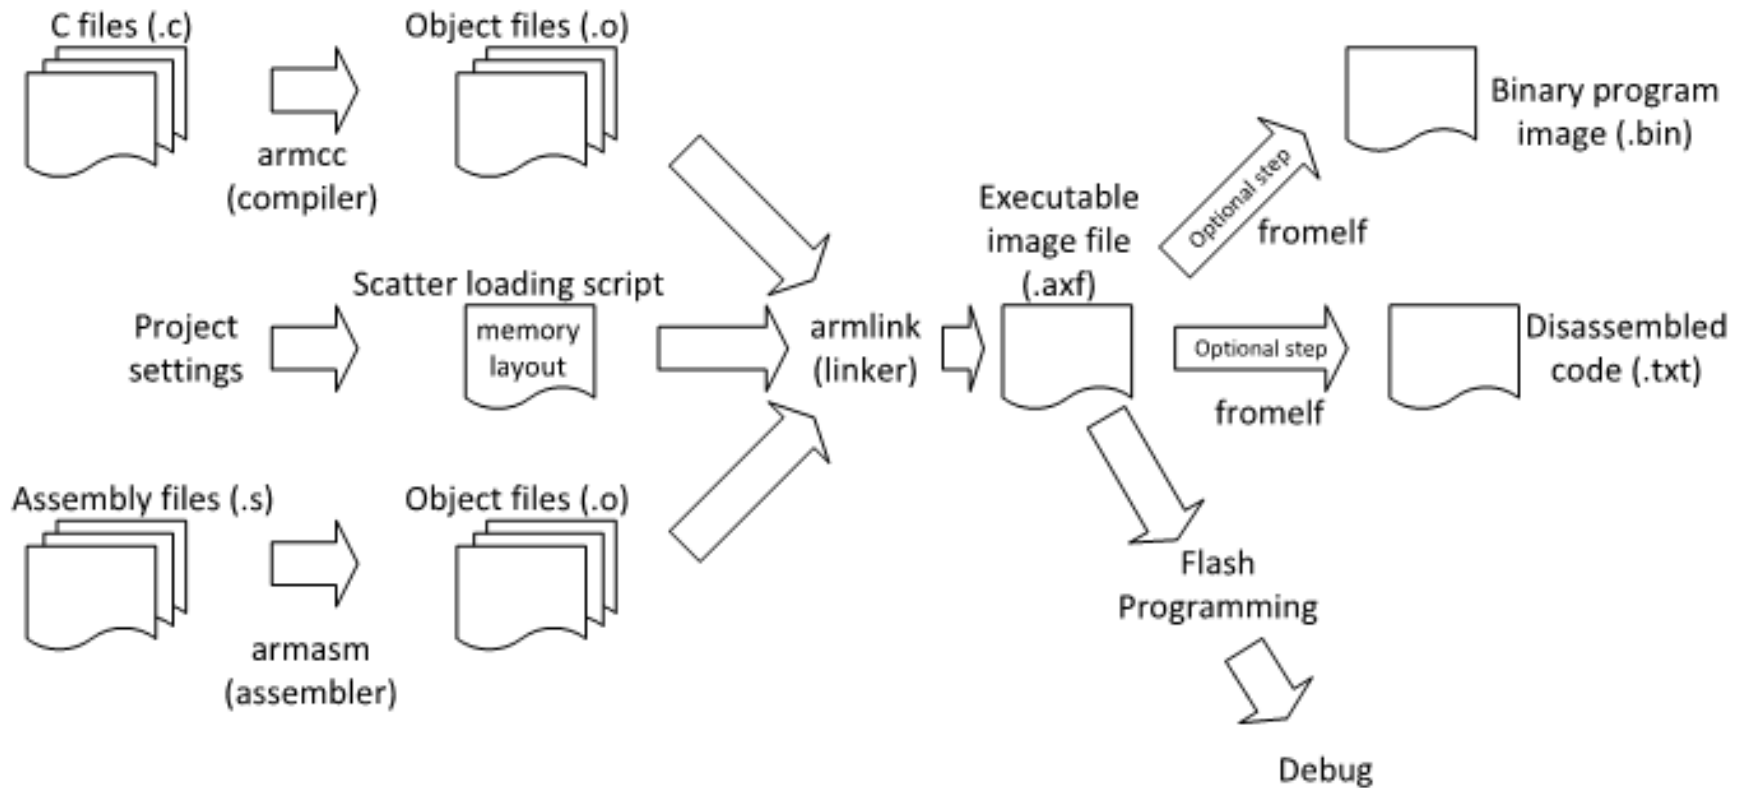 C files (.c)
armcc
(compiler)
Object files (.o)
Project
settings
Scatter loading script
memory
layout
Assembly files (.s)
armasm
(assembler)
Object files (.o)
armlink
(linker)
Executable
image file
(.axf)
Optional step
fromelf
Binary program
image (.bin)
Optional step
fromelf
Disassembled
code (.txt)
Flash
Programming
Debug